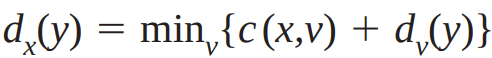 dₓ(y) = minᵥ{c(x,v) + dᵥ(y)}